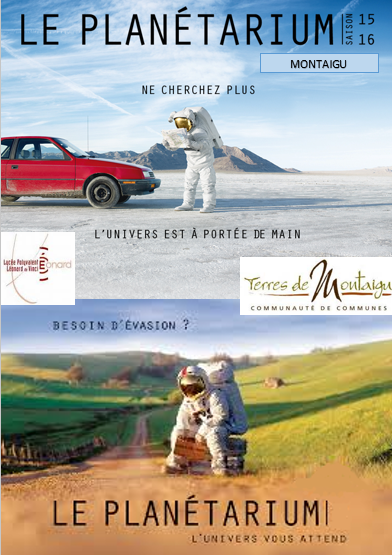 LE PLANÉTARIUM
SAISON
15
16
MONTAIGU
NE CHERCHEZ PLUS
L'UNIVERS EST À PORTÉE DE MAIN
Lycée Polyvalent
Léonard de Vinci
Léonard
Terres de Montaigu
COMMUNAUTÉ DE COMMUNES
BESOIN D'ÉVASION ?
LE PLANÉTARIUM
L'UNIVERS VOUS ATTEND